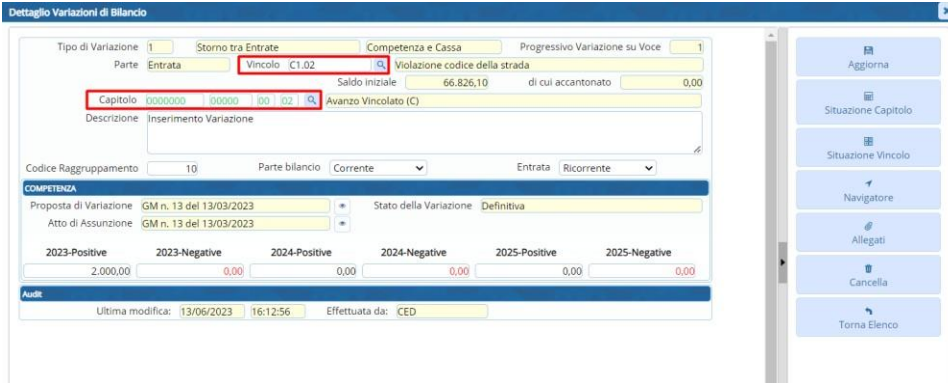 Dettaglio Variazioni di Bilancio
Tipo di Variazione 1 Storno tra Entrate Competenza e Cassa Progressivo Variazione su Voce 1
Parte Entrata Vincolo C1.02 Violazione codice della strada
Saldo iniziale 66.826,10 di cui accantonato 0,00
Capitolo 0000000 00000 00 02 Avanzo Vincolato (C)
Descrizione Inserimento Variazione
Codice Raggruppamento 10 Parte bilancio Corrente Entrata Ricorrente
COMPETENZA
Proposta di Variazione GM n. 13 del 13/03/2023 Stato della Variazione Definitiva
Atto di Assunzione GM n. 13 del 13/03/2023
2023-Positive 2023-Negative 2024-Positive 2024-Negative 2025-Positive 2025-Negative
2.000,00 0,00 0,00 0,00 0,00 0,00
Audit
Ultima modifica: 13/06/2023 16:12:56 Effettuata da: CED
Aggiorna
Situazione Capitolo
Situazione Vincolo
Navigatore
Allegati
Cancella
Torna Elenco